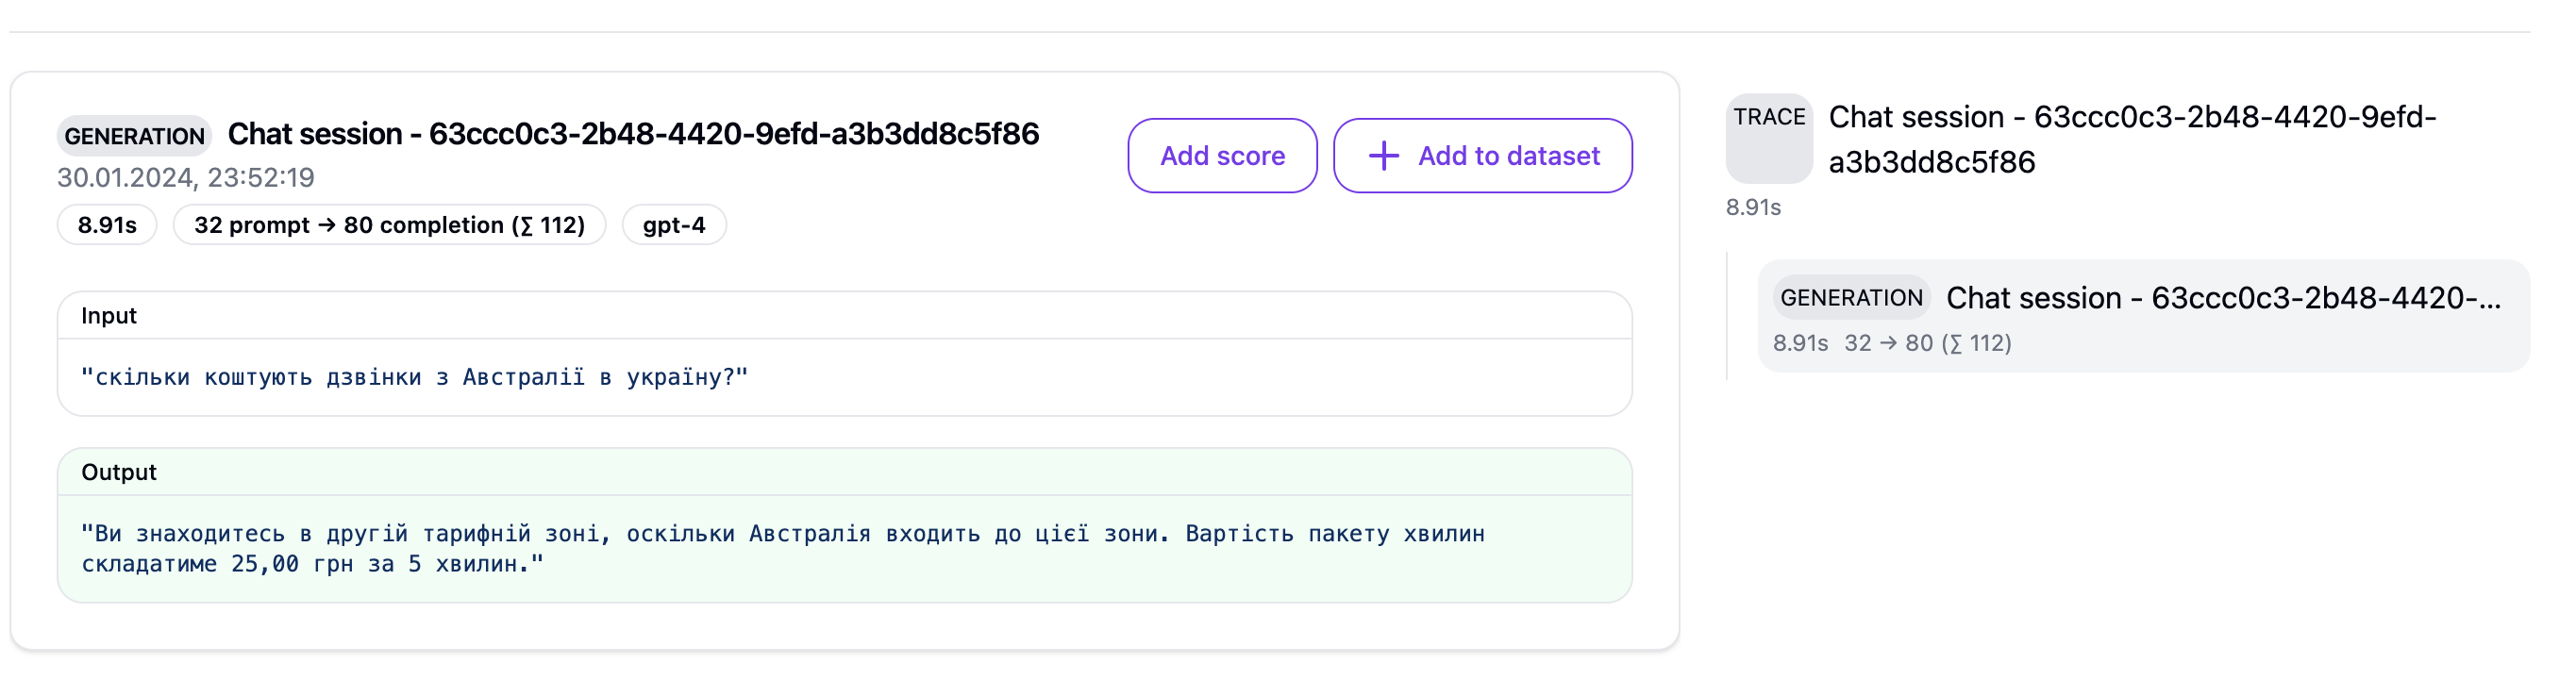 GENERATION Chat session - 63ccc0c3-2b48-4420-9efd-a3b3dd8c5f86
30.01.2024, 23:52:19
8.91s 32 prompt → 80 completion (∑ 112) gpt-4
Add score + Add to dataset
Input
"скільки коштують дзвінки з Австралії в україну?"
Output
"Ви знаходитесь в другій тарифній зоні, оскільки Австралія входить до цієї зони. Вартість пакету хвилин
складатиме 25,00 грн за 5 хвилин."
TRACE Chat session - 63ccc0c3-2b48-4420-9efd-
a3b3dd8c5f86
8.91s
GENERATION Chat session - 63ccc0c3-2b48-4420-...
8.91s 32 → 80 (∑ 112)